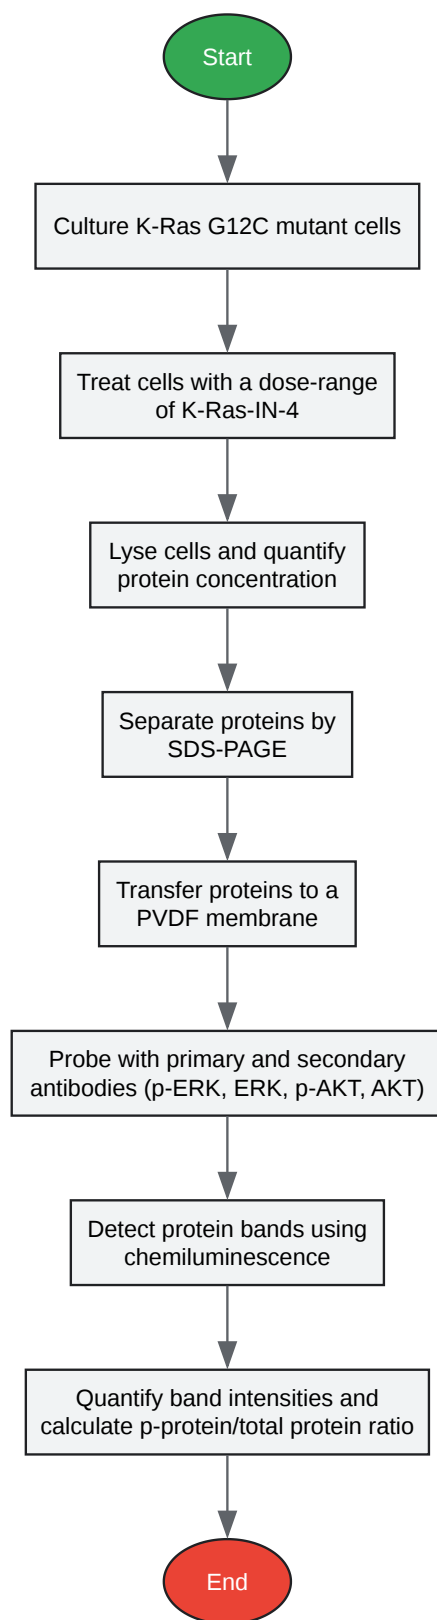 Start
Culture K-Ras G12C mutant cells
Treat cells with a dose-range
of K-Ras-IN-4
Lyse cells and quantify
protein concentration
Separate proteins by
SDS-PAGE
Transfer proteins to a
PVDF membrane
Probe with primary and secondary
antibodies (p-ERK, ERK, p-AKT, AKT)
Detect protein bands using
chemiluminescence
Quantify band intensities and
calculate p-protein/total protein ratio
End